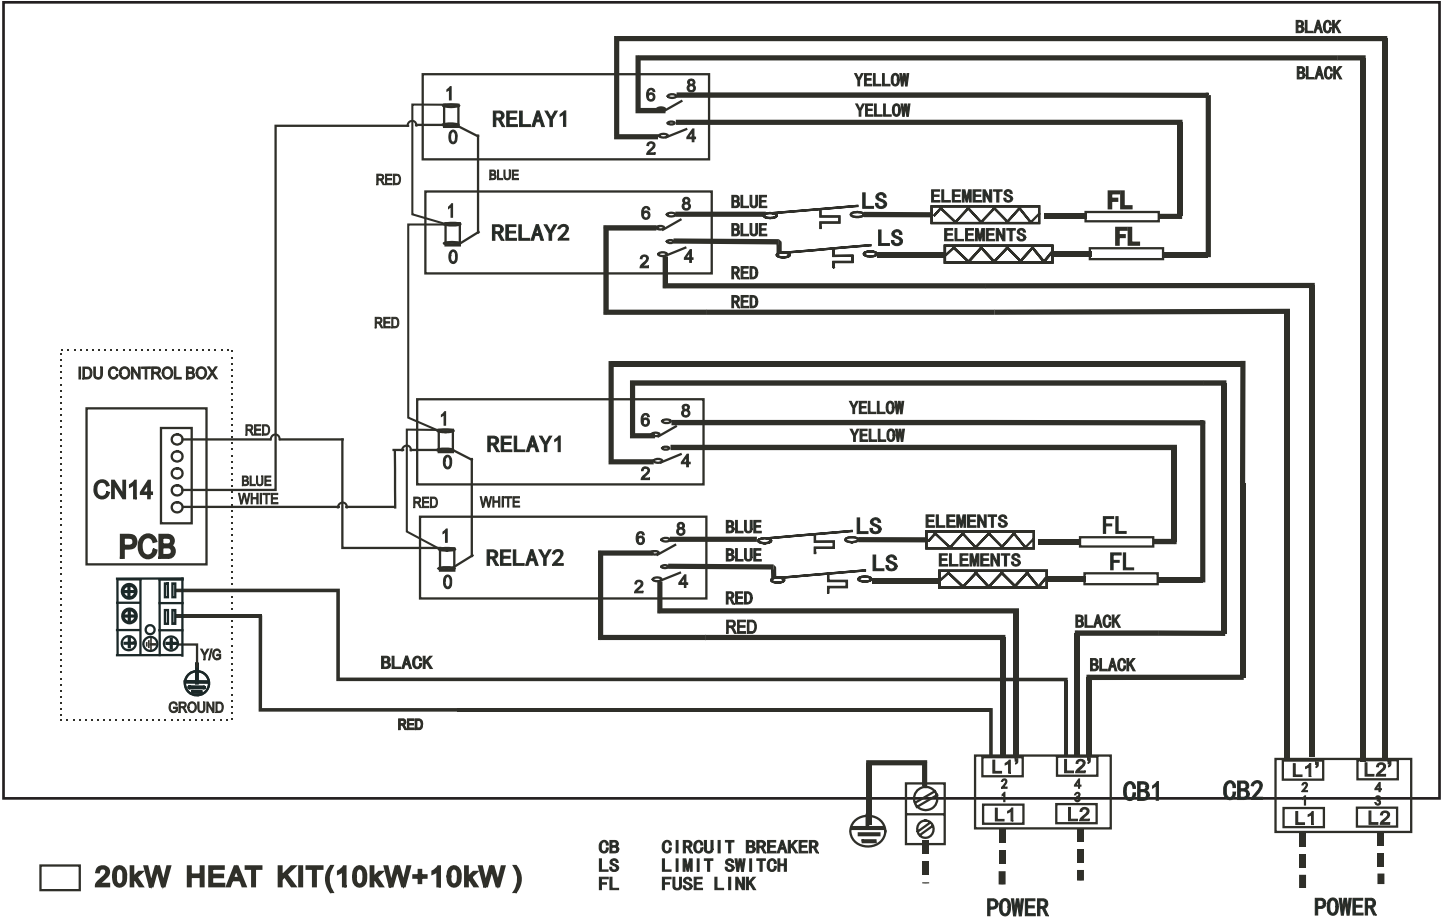 BLACK
BLACK
YELLOW
YELLOW
1
0
RELAY1
6
8
2
4
RED
BLUE
1
0
RELAY2
6
8
2
4
BLUE
LS
ELEMENTS
FL
BLUE
LS
ELEMENTS
FL
RED
RED
RED
IDU CONTROL BOX
RED
CN14
BLUE
WHITE
PCB
YELLOW
YELLOW
1
0
RELAY1
6
8
2
4
RED
WHITE
1
0
RELAY2
6
8
2
4
BLUE
LS
ELEMENTS
FL
BLUE
LS
ELEMENTS
FL
RED
RED
BLACK
BLACK
Y/G
GROUND
BLACK
RED
L1'
L2'
2
4
1
3
L1
L2
CB1
CB2
L1'
L2'
2
4
1
3
L1
L2
CB CIRCUIT BREAKER
LS LIMIT SWITCH
FL FUSE LINK
20kW HEAT KIT(10kW+10kW)
POWER
POWER